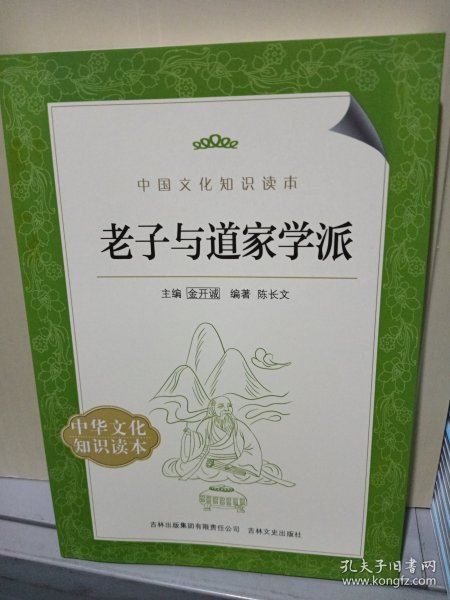 中国文化知识读本
老子与道家学派
主编 金开诚 编著 陈长文
中华文化
知识读本
吉林出版集团有限责任公司 吉林文史出版社
孔夫子旧书网
www.kongfz.com